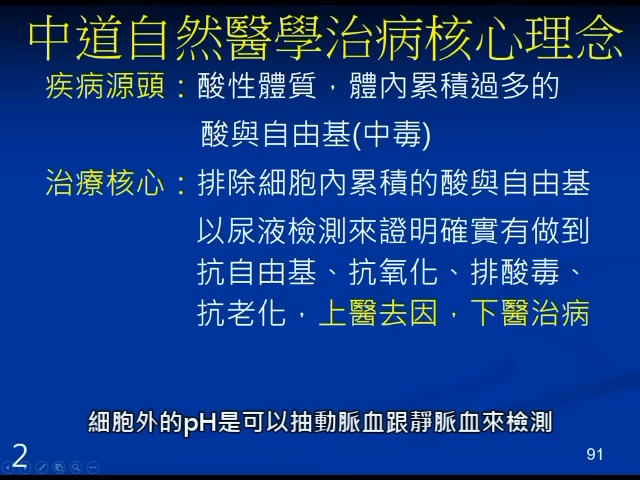 中道自然醫學治病核心理念
疾病源頭：酸性體質，體內累積過多的
酸與自由基(中毒)
治療核心：排除細胞內累積的酸與自由基
以尿液檢測來證明確實有做到
抗自由基、抗氧化、排酸毒、
抗老化，上醫去因，下醫治病
細胞外的pH是可以抽動脈血跟靜脈血來檢測
2
91